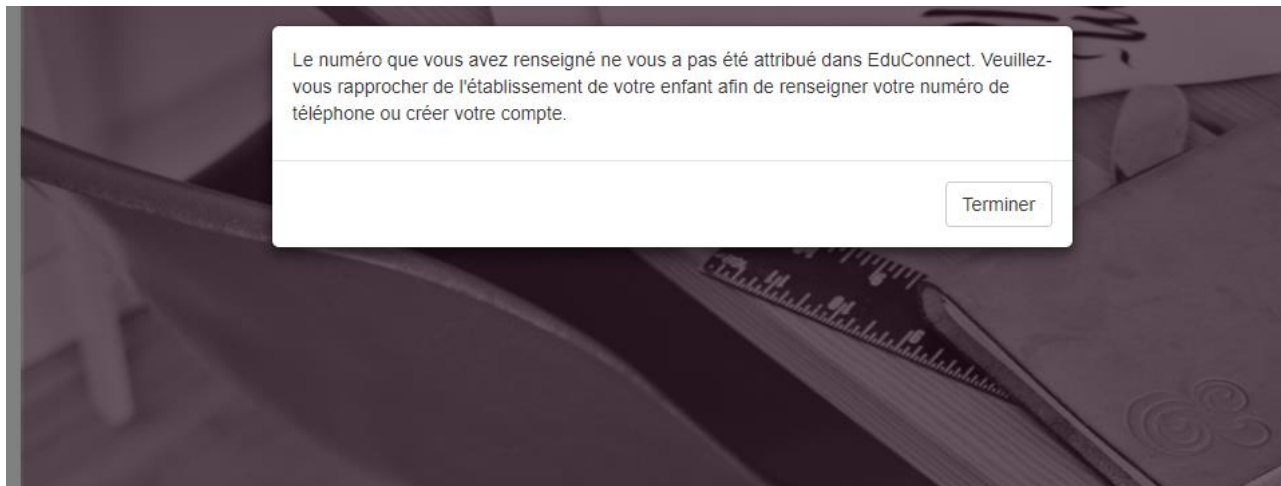 Le numéro que vous avez renseigné ne vous a pas été attribué dans EduConnect. Veuillez-
vous rapprocher de l'établissement de votre enfant afin de renseigner votre numéro de
téléphone ou créer votre compte.
Terminer